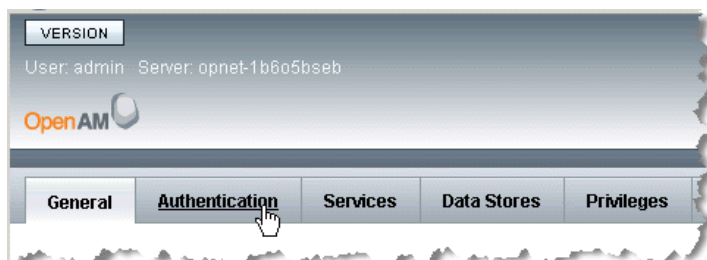 VERSION
User: admin Server: opnet-1b6o5bseb
OpenAM
General Authentication Services Data Stores Privileges